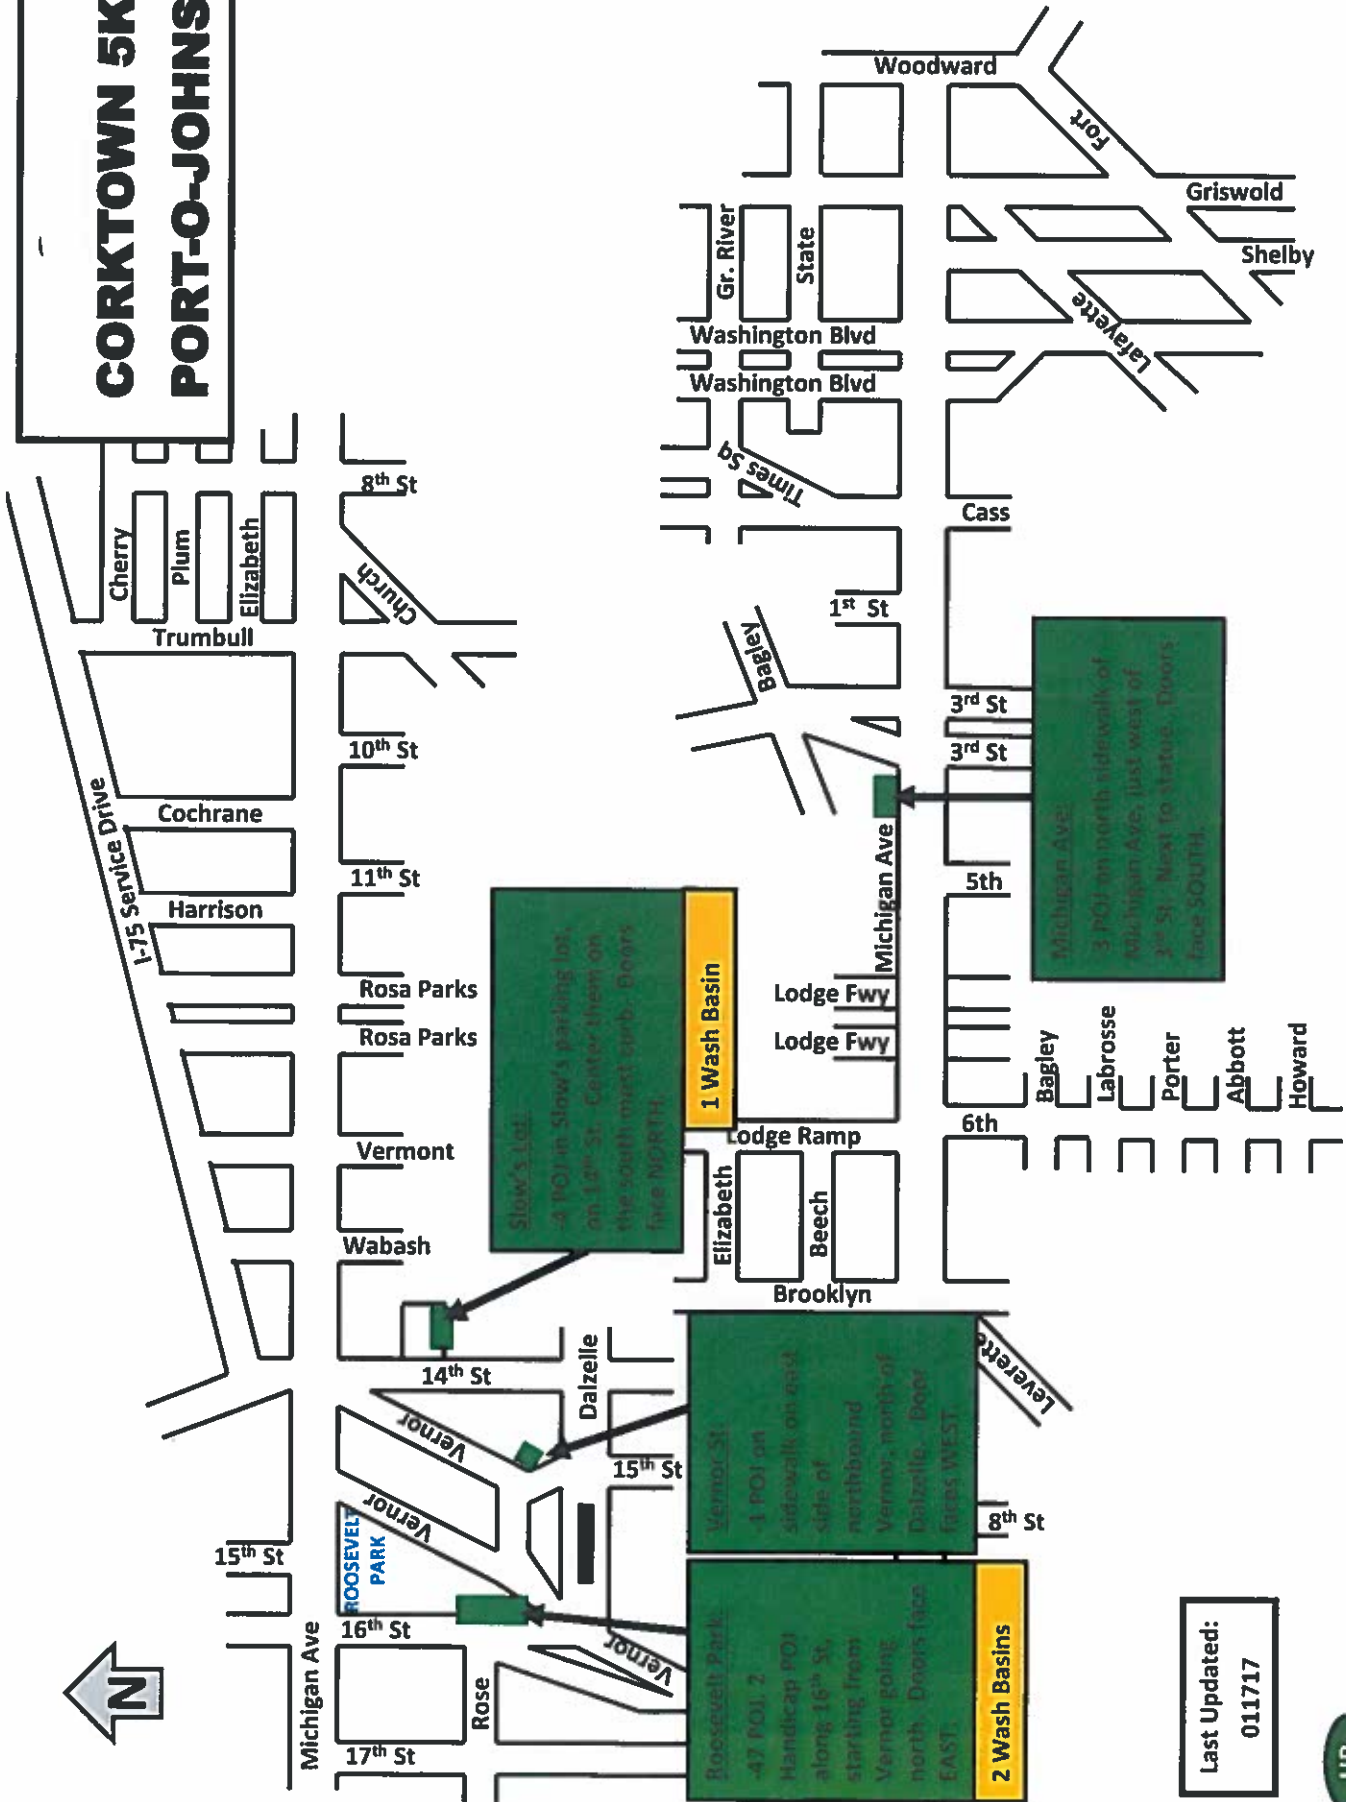 CORKTOWN 5K
PORT-O-JOHNS
N
I-75 Service Drive
Cherry
Plum
Elizabeth
8th St
Church
Trumbull
10th St
Cochrane
11th St
Harrison
Rosa Parks
Rosa Parks
Vermont
Wabash
14th St
Dalzelle
Vernor
Vernor
15th St
15th St
ROOSEVELT
PARK
16th St
Michigan Ave
Rose
Vernor
17th St
Woodward
Fort
Griswold
Shelby
Gr. River
State
Washington Blvd
Washington Blvd
Lafayette
Times Sq
Cass
1st St
Bagley
3rd St
3rd St
Michigan Ave
5th
Lodge Fwy
Lodge Fwy
Bagley
Labrosse
Porter
Abbott
Howard
6th
Lodge Ramp
Elizabeth
Beech
Brooklyn
Leverette
8th St
Slow's Lot:
-4 POJ in Slow's parking lot,
on 14th St. Center them on
the south most curb. Doors
face NORTH.
1 Wash Basin
Michigan Ave:
3 POJ on north sidewalk of
Michigan Ave, just west of
3rd St. Next to statue. Doors
face SOUTH.
Vernor St:
1 POJ on
sidewalk on east
side of
northbound
Vernor, north of
Dalzelle. Door
faces WEST.
Roosevelt Park:
-47 POJ, 2
Handicap POJ
along 16th St,
starting from
Vernor going
north. Doors face
EAST.
2 Wash Basins
Last Updated:
011717